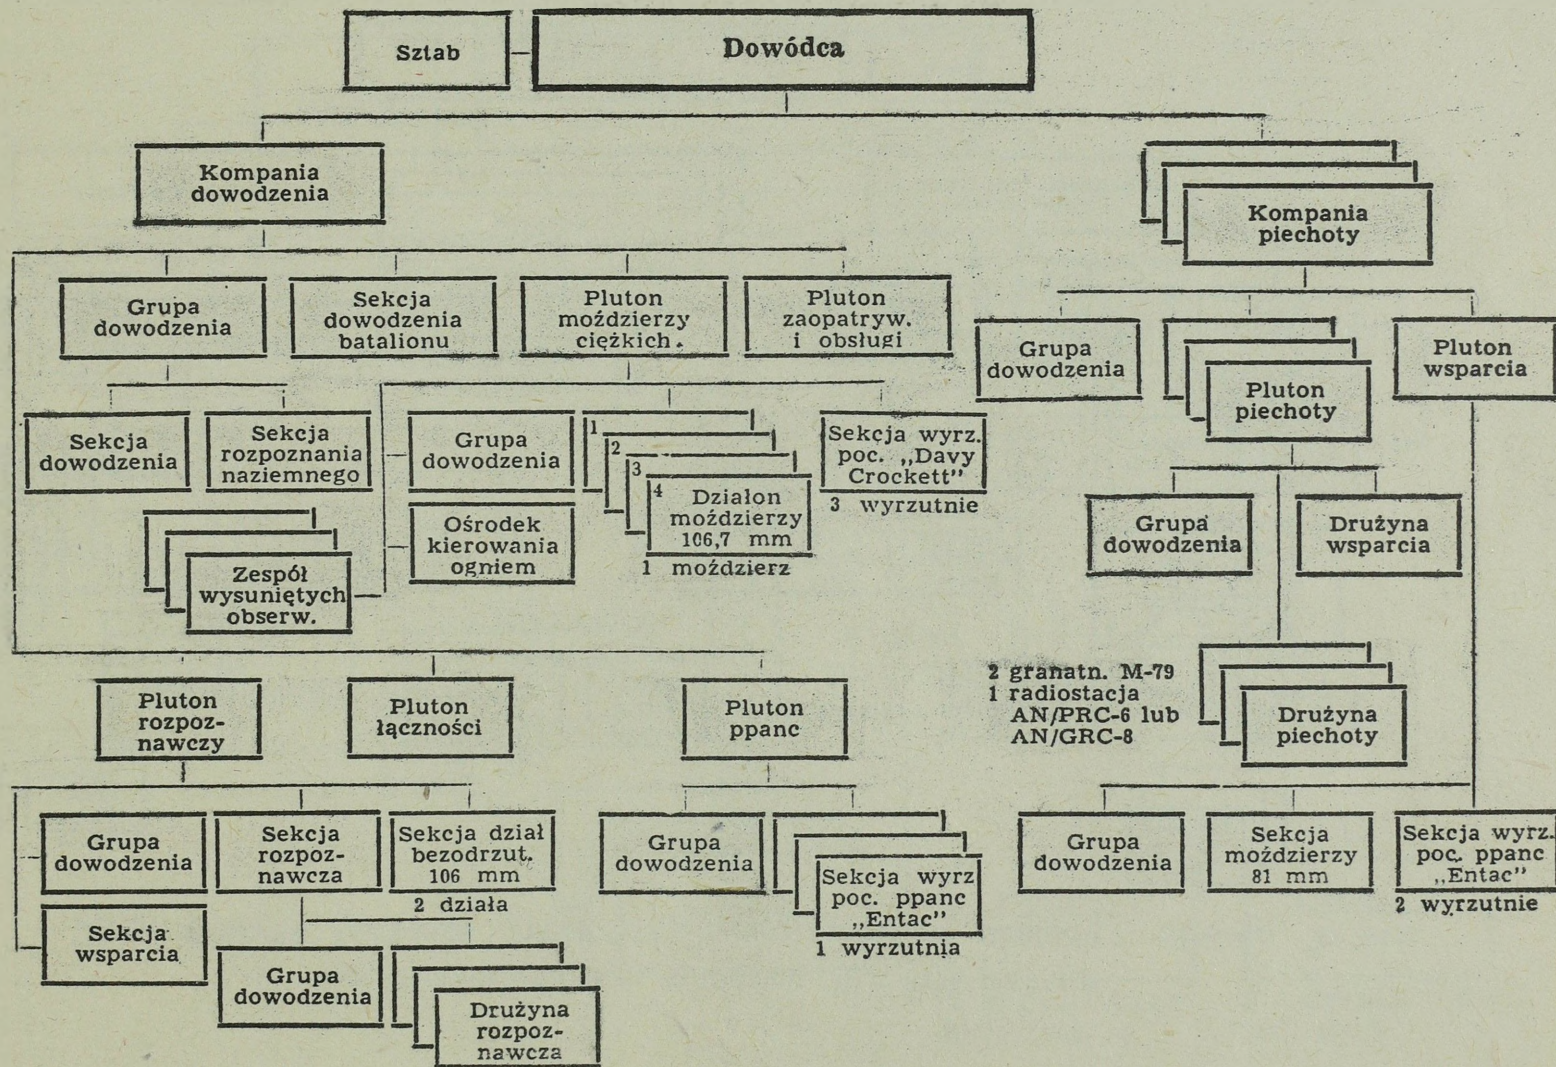 Sztab
Dowódca
Kompania
dowodzenia
Kompania
piechoty
Grupa
dowodzenia
Sekcja
dowodzenia
batalionu
Pluton
moździerzy
ciężkich.
Pluton
zaopatryw.
i obsługi
Grupa
dowodzenia
Pluton
piechoty
Pluton
wsparcia
Sekcja
dowodzenia
Sekcja
rozpoznania
naziemnego
Grupa
dowodzenia
1
2
3
4
Działon
moździerzy
106,7 mm
1 moździerz
Sekcja wyrz.
poc. „Davy
Crockett”
3 wyrzutnie
Ośrodek
kierowania
ogniem
Zespół
wysuniętych
obserw.
Grupa
dowodzenia
Drużyna
wsparcia
2 granatn. M-79
1 radiostacja
AN/PRC-6 lub
AN/GRC-8
Drużyna
piechoty
Pluton
rozpoz-
nawczy
Pluton
łączności
Pluton
ppanc
Grupa
dowodzenia
Sekcja
rozpoz-
nawcza
Sekcja dział
bezodrzut.
106 mm
2 działa
Sekcja
wsparcia
Grupa
dowodzenia
Drużyna
rozpoz-
nawcza
Grupa
dowodzenia
Sekcja wyrz
poc. ppanc
„Entac”
1 wyrzutnia
Grupa
dowodzenia
Sekcja
moździerzy
81 mm
Sekcja wyrz.
poc. ppanc
„Entac”
2 wyrzutnie